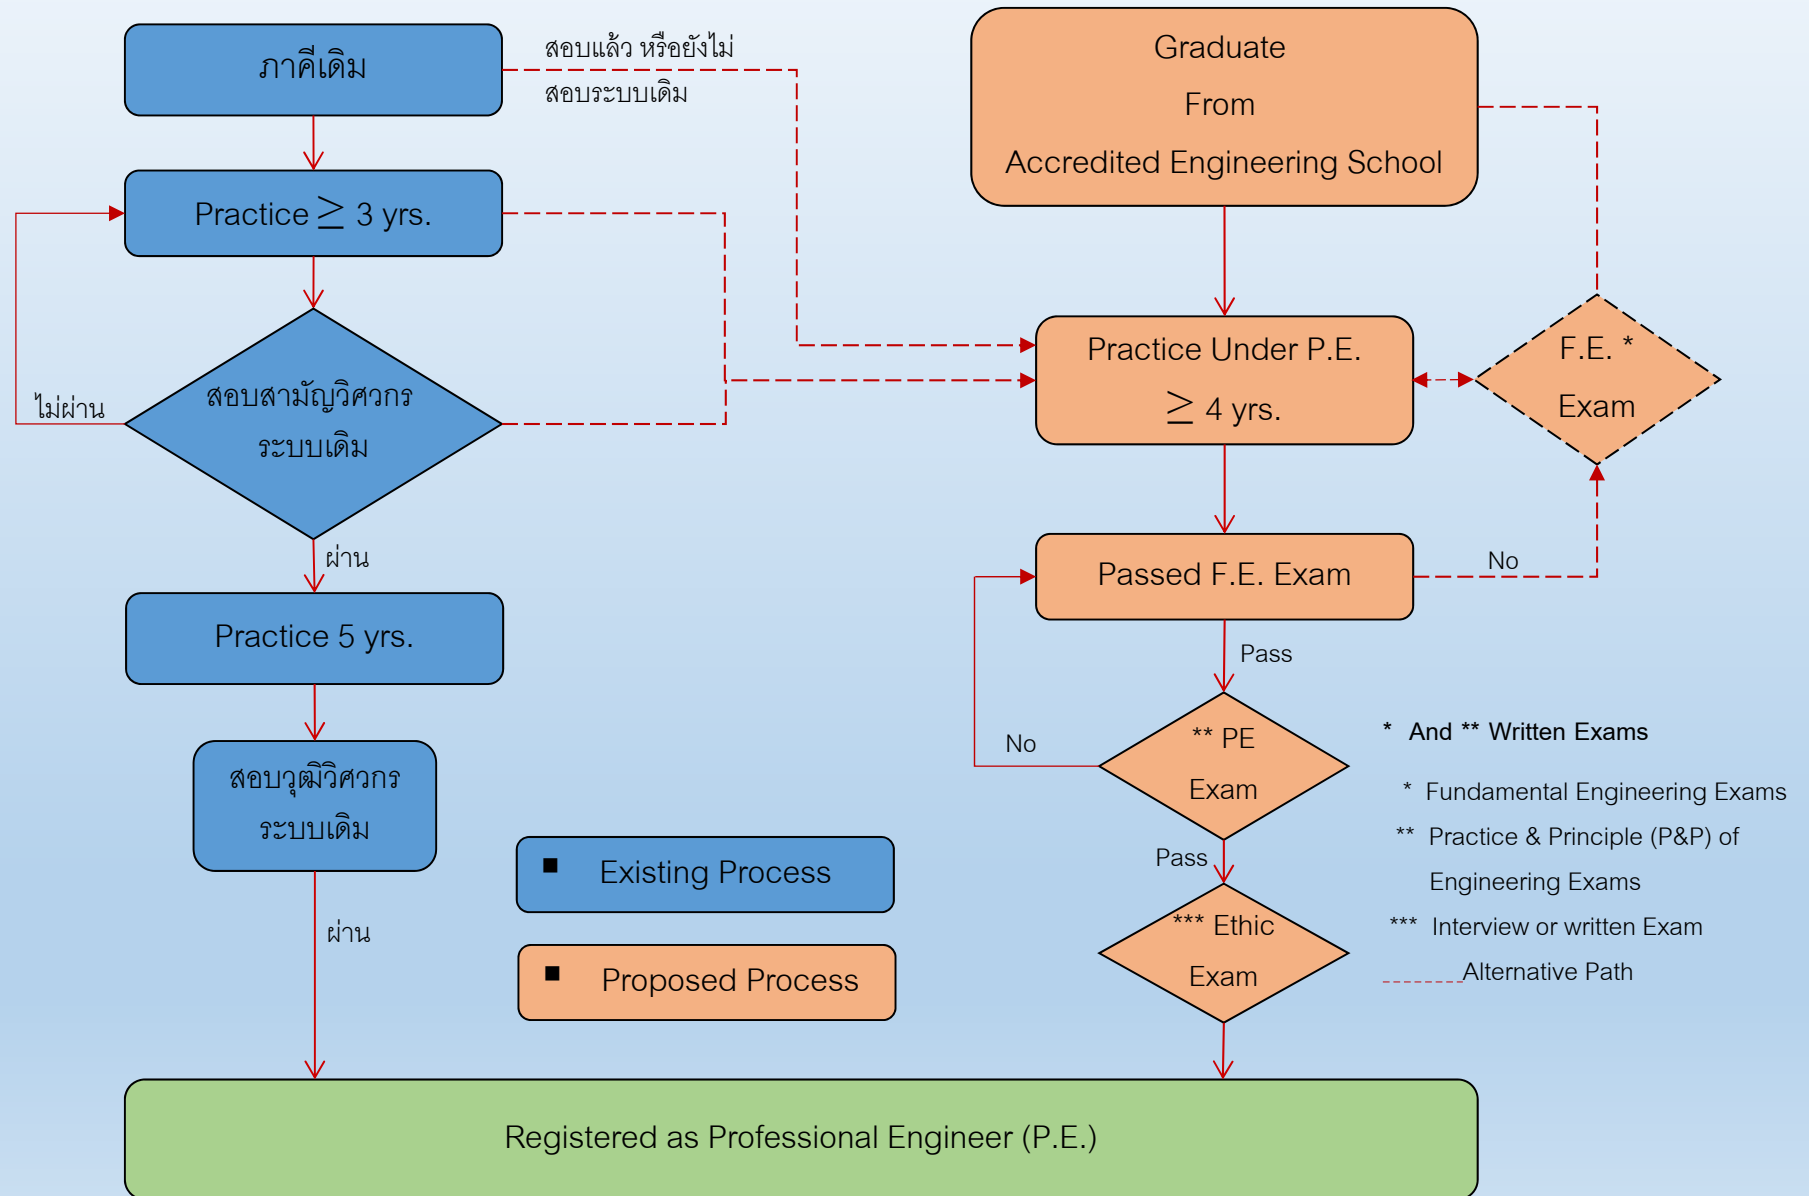 ภาคีเดิม
สอบแล้ว หรือยังไม่
สอบระบบเดิม
Practice ≥ 3 yrs.
สอบสามัญวิศวกร
ระบบเดิม
ไม่ผ่าน
ผ่าน
Practice 5 yrs.
สอบวุฒิวิศวกร
ระบบเดิม
ผ่าน
■ Existing Process
■ Proposed Process
Graduate
From
Accredited Engineering School
Practice Under P.E.
≥ 4 yrs.
F.E. *
Exam
Passed F.E. Exam
No
Pass
** PE
Exam
No
Pass
*** Ethic
Exam
* And ** Written Exams
* Fundamental Engineering Exams
** Practice & Principle (P&P) of
Engineering Exams
*** Interview or written Exam
Alternative Path
Registered as Professional Engineer (P.E.)